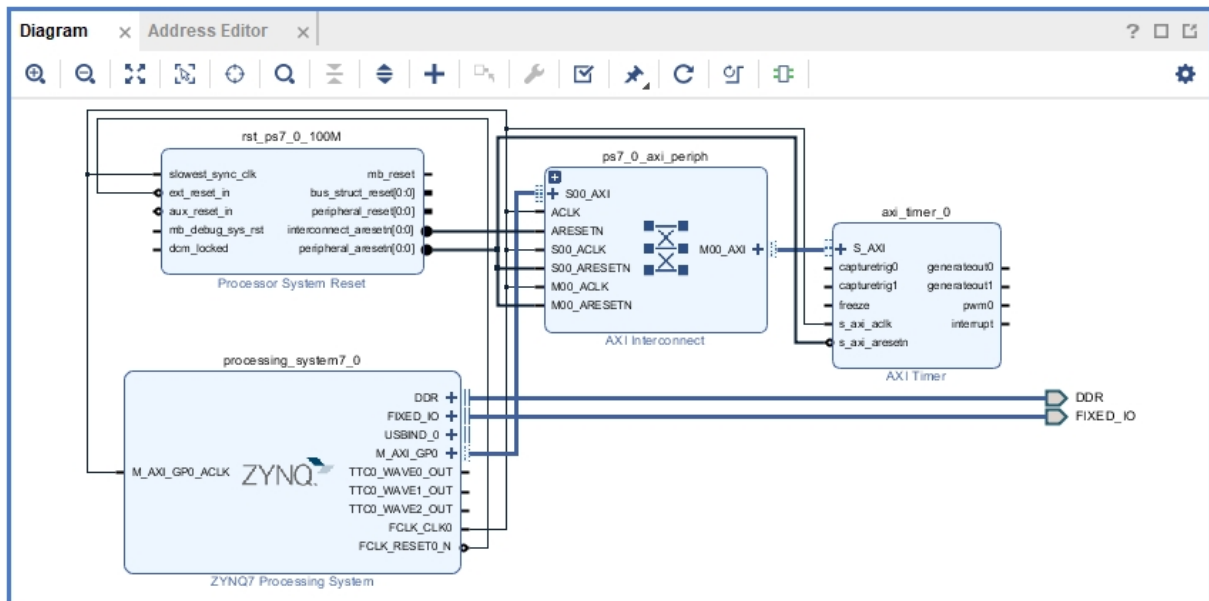 Diagram
Address Editor
?
rst_ps7_0_100M
slowest_sync_clk
mb_reset
ext_reset_in
bus_struct_reset[0:0]
aux_reset_in
peripheral_reset[0:0]
mb_debug_sys_rst
interconnect_aresetn[0:0]
dcm_locked
peripheral_aresetn[0:0]
Processor System Reset
ps7_0_axi_periph
S00_AXI
ACLK
ARESETN
S00_ACLK
M00_AXI
S00_ARESETN
M00_ACLK
M00_ARESETN
AXI Interconnect
axi_timer_0
S_AXI
capturetrig0
generateout0
capturetrig1
generateout1
freeze
pwm0
s_axi_aclk
interrupt
s_axi_aresetn
AXI Timer
processing_system7_0
DDR
FIXED_IO
USBIND_0
M_AXI_GP0
M_AXI_GP0_ACLK
ZYNQ
TTC0_WAVE0_OUT
TTC0_WAVE1_OUT
TTC0_WAVE2_OUT
FCLK_CLK0
FCLK_RESET0_N
ZYNQ7 Processing System
DDR
FIXED_IO